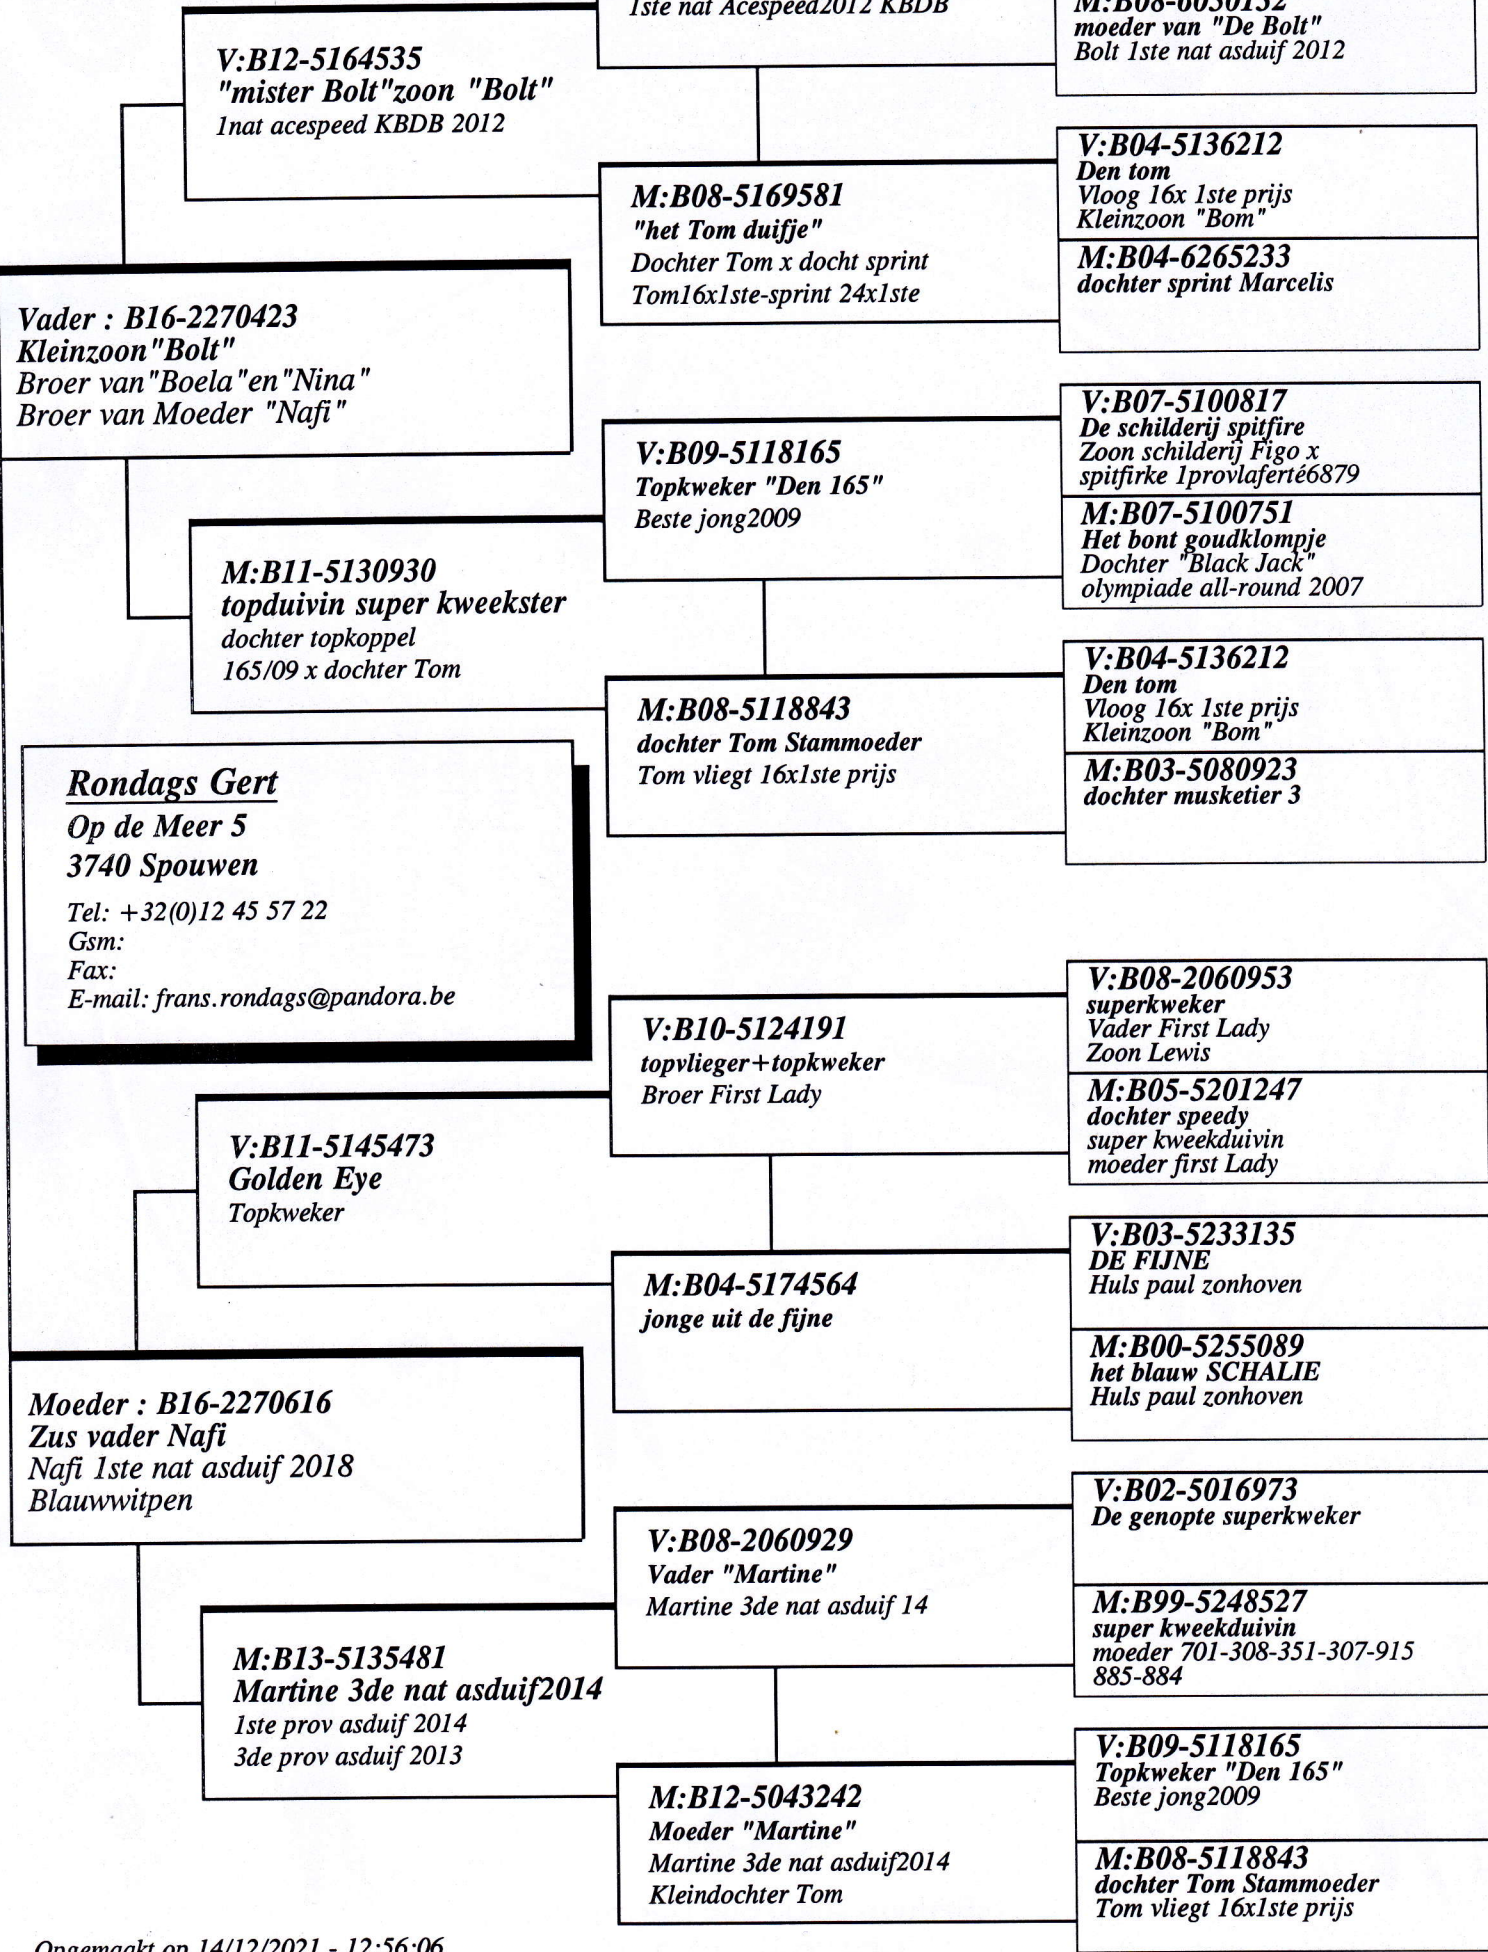 1ste nat Acespeed2012 KBDB
M:B08-6030132
moeder van "De Bolt"
Bolt 1ste nat asduif 2012
V:B12-5164535
"mister Bolt"zoon "Bolt"
1nat acespeed KBDB 2012
V:B04-5136212
Den tom
Vloog 16x 1ste prijs
Kleinzoon "Bom"
M:B08-5169581
"het Tom duifje"
Dochter Tom x docht sprint
Tom16x1ste-sprint 24x1ste
M:B04-6265233
dochter sprint Marcelis
Vader : B16-2270423
Kleinzoon"Bolt"
Broer van"Boela"en"Nina"
Broer van Moeder "Nafi"
V:B07-5100817
De schilderij spitfire
Zoon schilderij Figo x
spitfirke 1provlaferté6879
V:B09-5118165
Topkweker "Den 165"
Beste jong2009
M:B07-5100751
Het bont goudklompje
Dochter "Black Jack"
olympiade all-round 2007
M:B11-5130930
topduivin super kweekster
dochter topkoppel
165/09 x dochter Tom
V:B04-5136212
Den tom
Vloog 16x 1ste prijs
Kleinzoon "Bom"
M:B08-5118843
dochter Tom Stammoeder
Tom vliegt 16x1ste prijs
M:B03-5080923
dochter musketier 3
Rondags Gert
Op de Meer 5
3740 Spouwen
Tel: +32(0)12 45 57 22
Gsm:
Fax:
E-mail: frans.rondags@pandora.be
V:B08-2060953
superkweker
Vader First Lady
Zoon Lewis
V:B10-5124191
topvlieger+topkweker
Broer First Lady
M:B05-5201247
dochter speedy
super kweekduivin
moeder first Lady
V:B11-5145473
Golden Eye
Topkweker
V:B03-5233135
DE FIJNE
Huls paul zonhoven
M:B04-5174564
jonge uit de fijne
M:B00-5255089
het blauw SCHALIE
Huls paul zonhoven
Moeder : B16-2270616
Zus vader Nafi
Nafi 1ste nat asduif 2018
Blauwwitpen
V:B02-5016973
De genopte superkweker
V:B08-2060929
Vader "Martine"
Martine 3de nat asduif 14
M:B99-5248527
super kweekduivin
moeder 701-308-351-307-915
885-884
M:B13-5135481
Martine 3de nat asduif2014
1ste prov asduif 2014
3de prov asduif 2013
V:B09-5118165
Topkweker "Den 165"
Beste jong2009
M:B12-5043242
Moeder "Martine"
Martine 3de nat asduif2014
Kleindochter Tom
M:B08-5118843
dochter Tom Stammoeder
Tom vliegt 16x1ste prijs
Opgemaakt op 14/12/2021 - 12:56:06